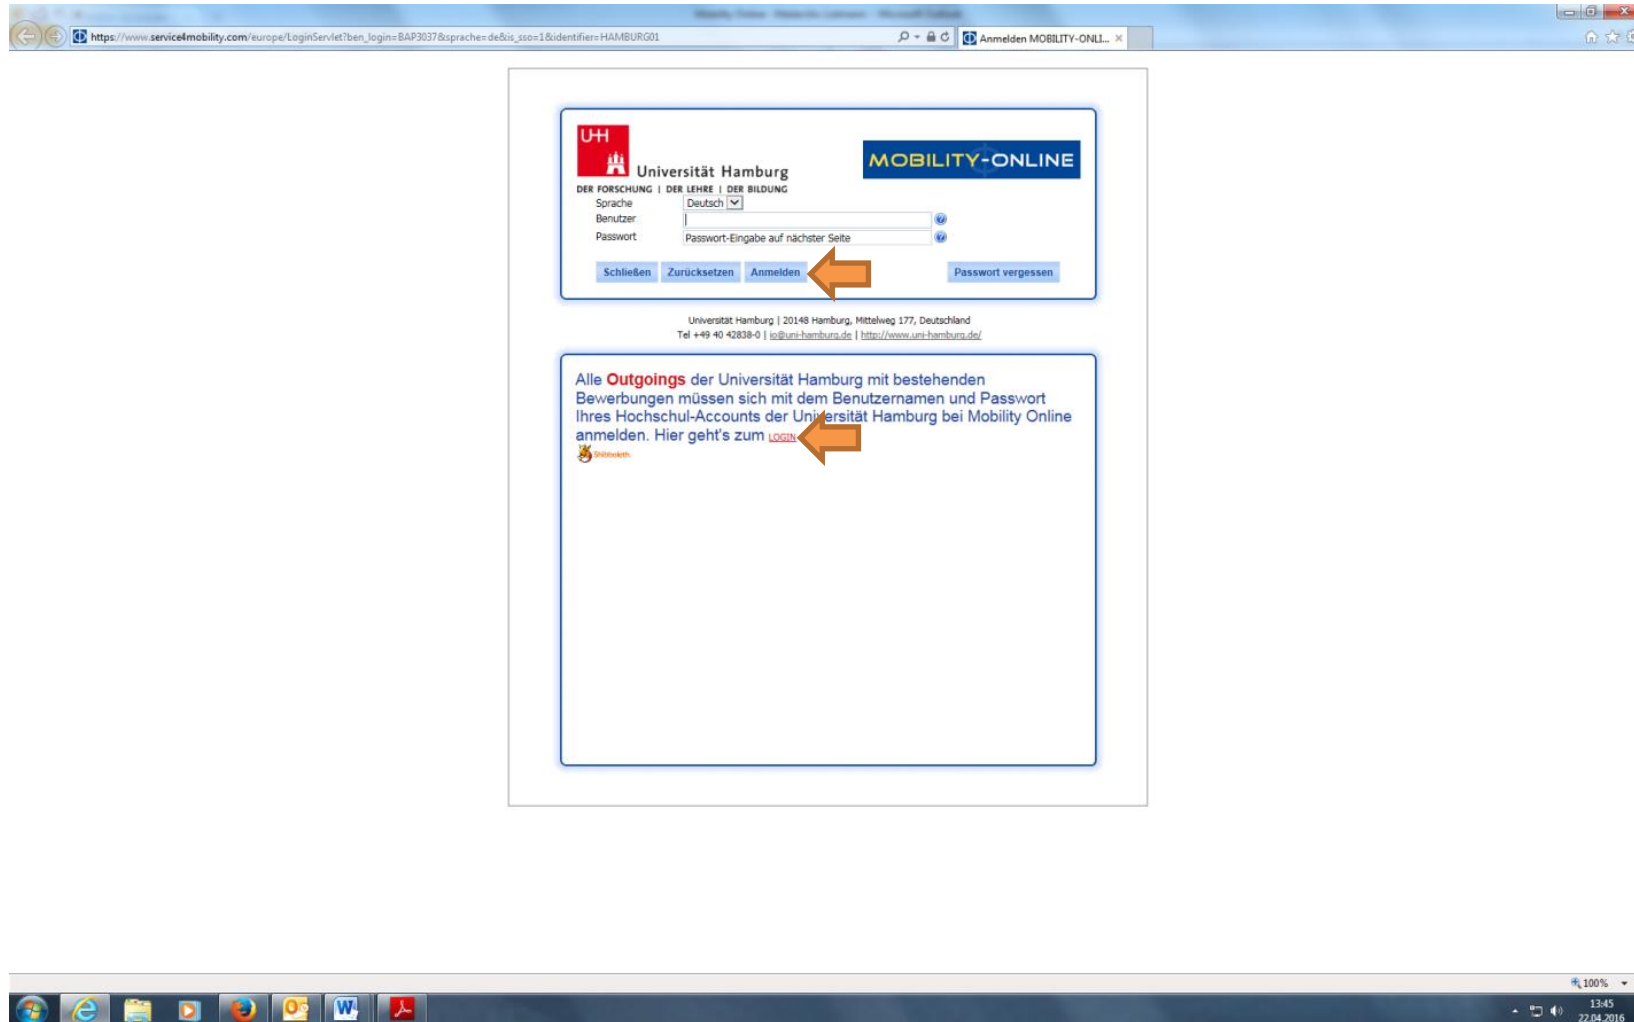 https://www.service4mobility.com/europe/LoginServlet?ben_login=BAP3037&sprache=de&is_sso=1&identifier=HAMBURG01
Anmelden MOBILITY-ONLI...
UH
Universität Hamburg
DER FORSCHUNG | DER LEHRE | DER BILDUNG
MOBILITY-ONLINE
Sprache Deutsch
Benutzer
Passwort Passwort-Eingabe auf nächster Seite
Schließen Zurücksetzen Anmelden Passwort vergessen
Universität Hamburg | 20148 Hamburg, Mittelweg 177, Deutschland
Tel +49 40 42838-0 | io@uni-hamburg.de | http://www.uni-hamburg.de/
Alle Outgoings der Universität Hamburg mit bestehenden
Bewerbungen müssen sich mit dem Benutzernamen und Passwort
Ihres Hochschul-Accounts der Universität Hamburg bei Mobility Online
anmelden. Hier geht's zum LOGIN
Shibboleth.
100%
13:45
22.04.2016